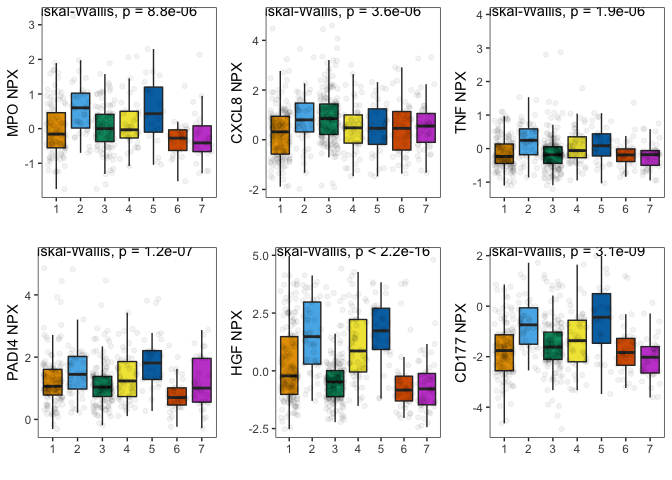 iskal-Wallis, p = 8.8e-06
MPO NPX
3
2
1
0
-1
1 2 3 4 5 6 7
iskal-Wallis, p = 3.6e-06
CXCL8 NPX
4
2
0
-2
1 2 3 4 5 6 7
iskal-Wallis, p = 1.9e-06
TNF NPX
4
3
2
1
0
-1
1 2 3 4 5 6 7
iskal-Wallis, p = 1.2e-07
PADI4 NPX
4
2
0
1 2 3 4 5 6 7
skal-Wallis, p < 2.2e-16
HGF NPX
5.0
2.5
0.0
-2.5
1 2 3 4 5 6 7
iskal-Wallis, p = 3.1e-09
CD177 NPX
2
0
-2
-4
1 2 3 4 5 6 7